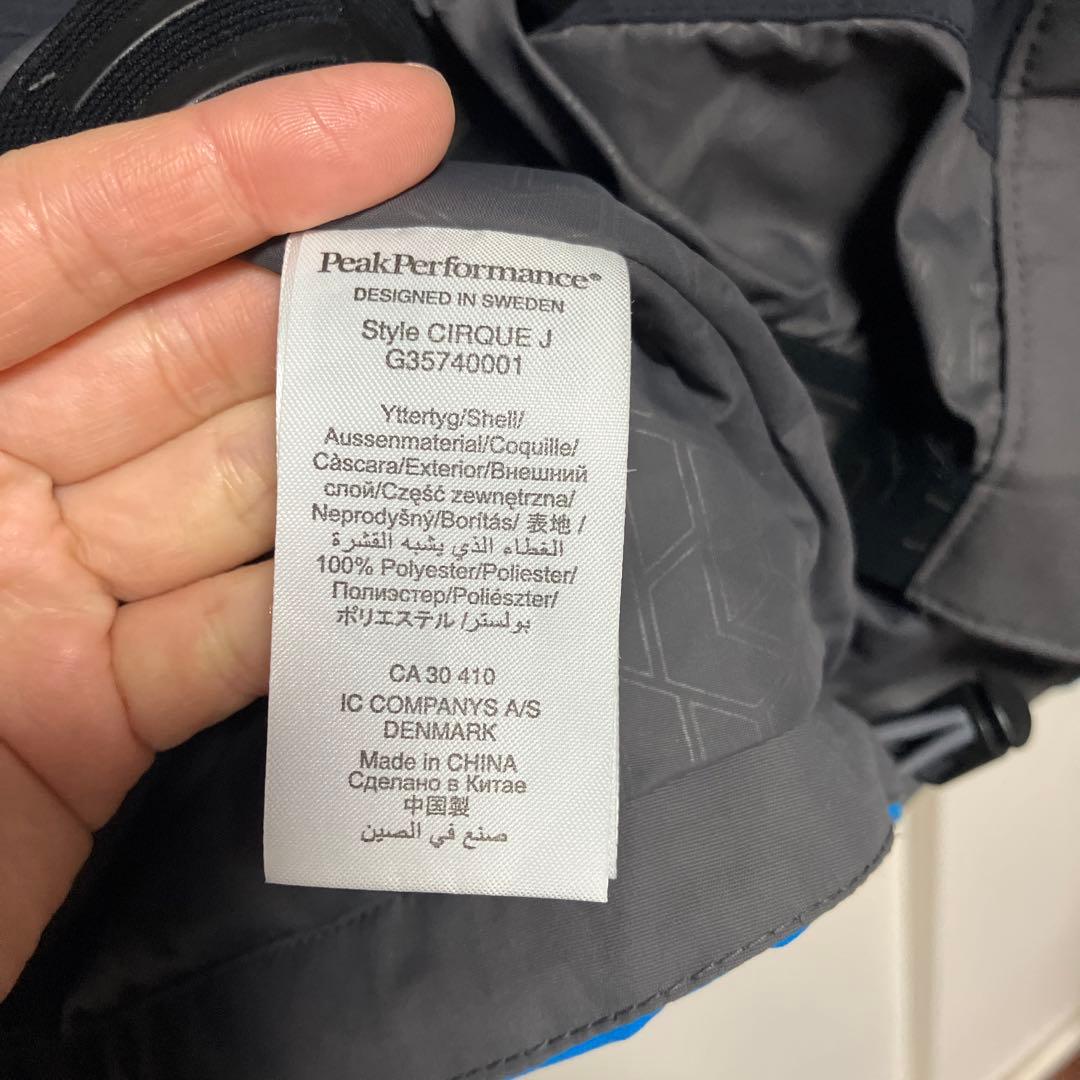 PeakPerformance®
DESIGNED IN SWEDEN
Style CIRQUE J
G35740001
Yttertyg/Shell/
Aussenmaterial/Coquille/
Càscara/Exterior/Внешний
слой/Część zewnętrzna/
Neprodyšný/Borítás/ 表地 /
الغطاء الذي يشبه القشرة
100% Polyester/Poliester/
Полиэстер/Poliészter/
ポリエステル /بولستر
CA 30 410
IC COMPANYS A/S
DENMARK
Made in CHINA
Сделано в Китае
中国製
صنع في الصين